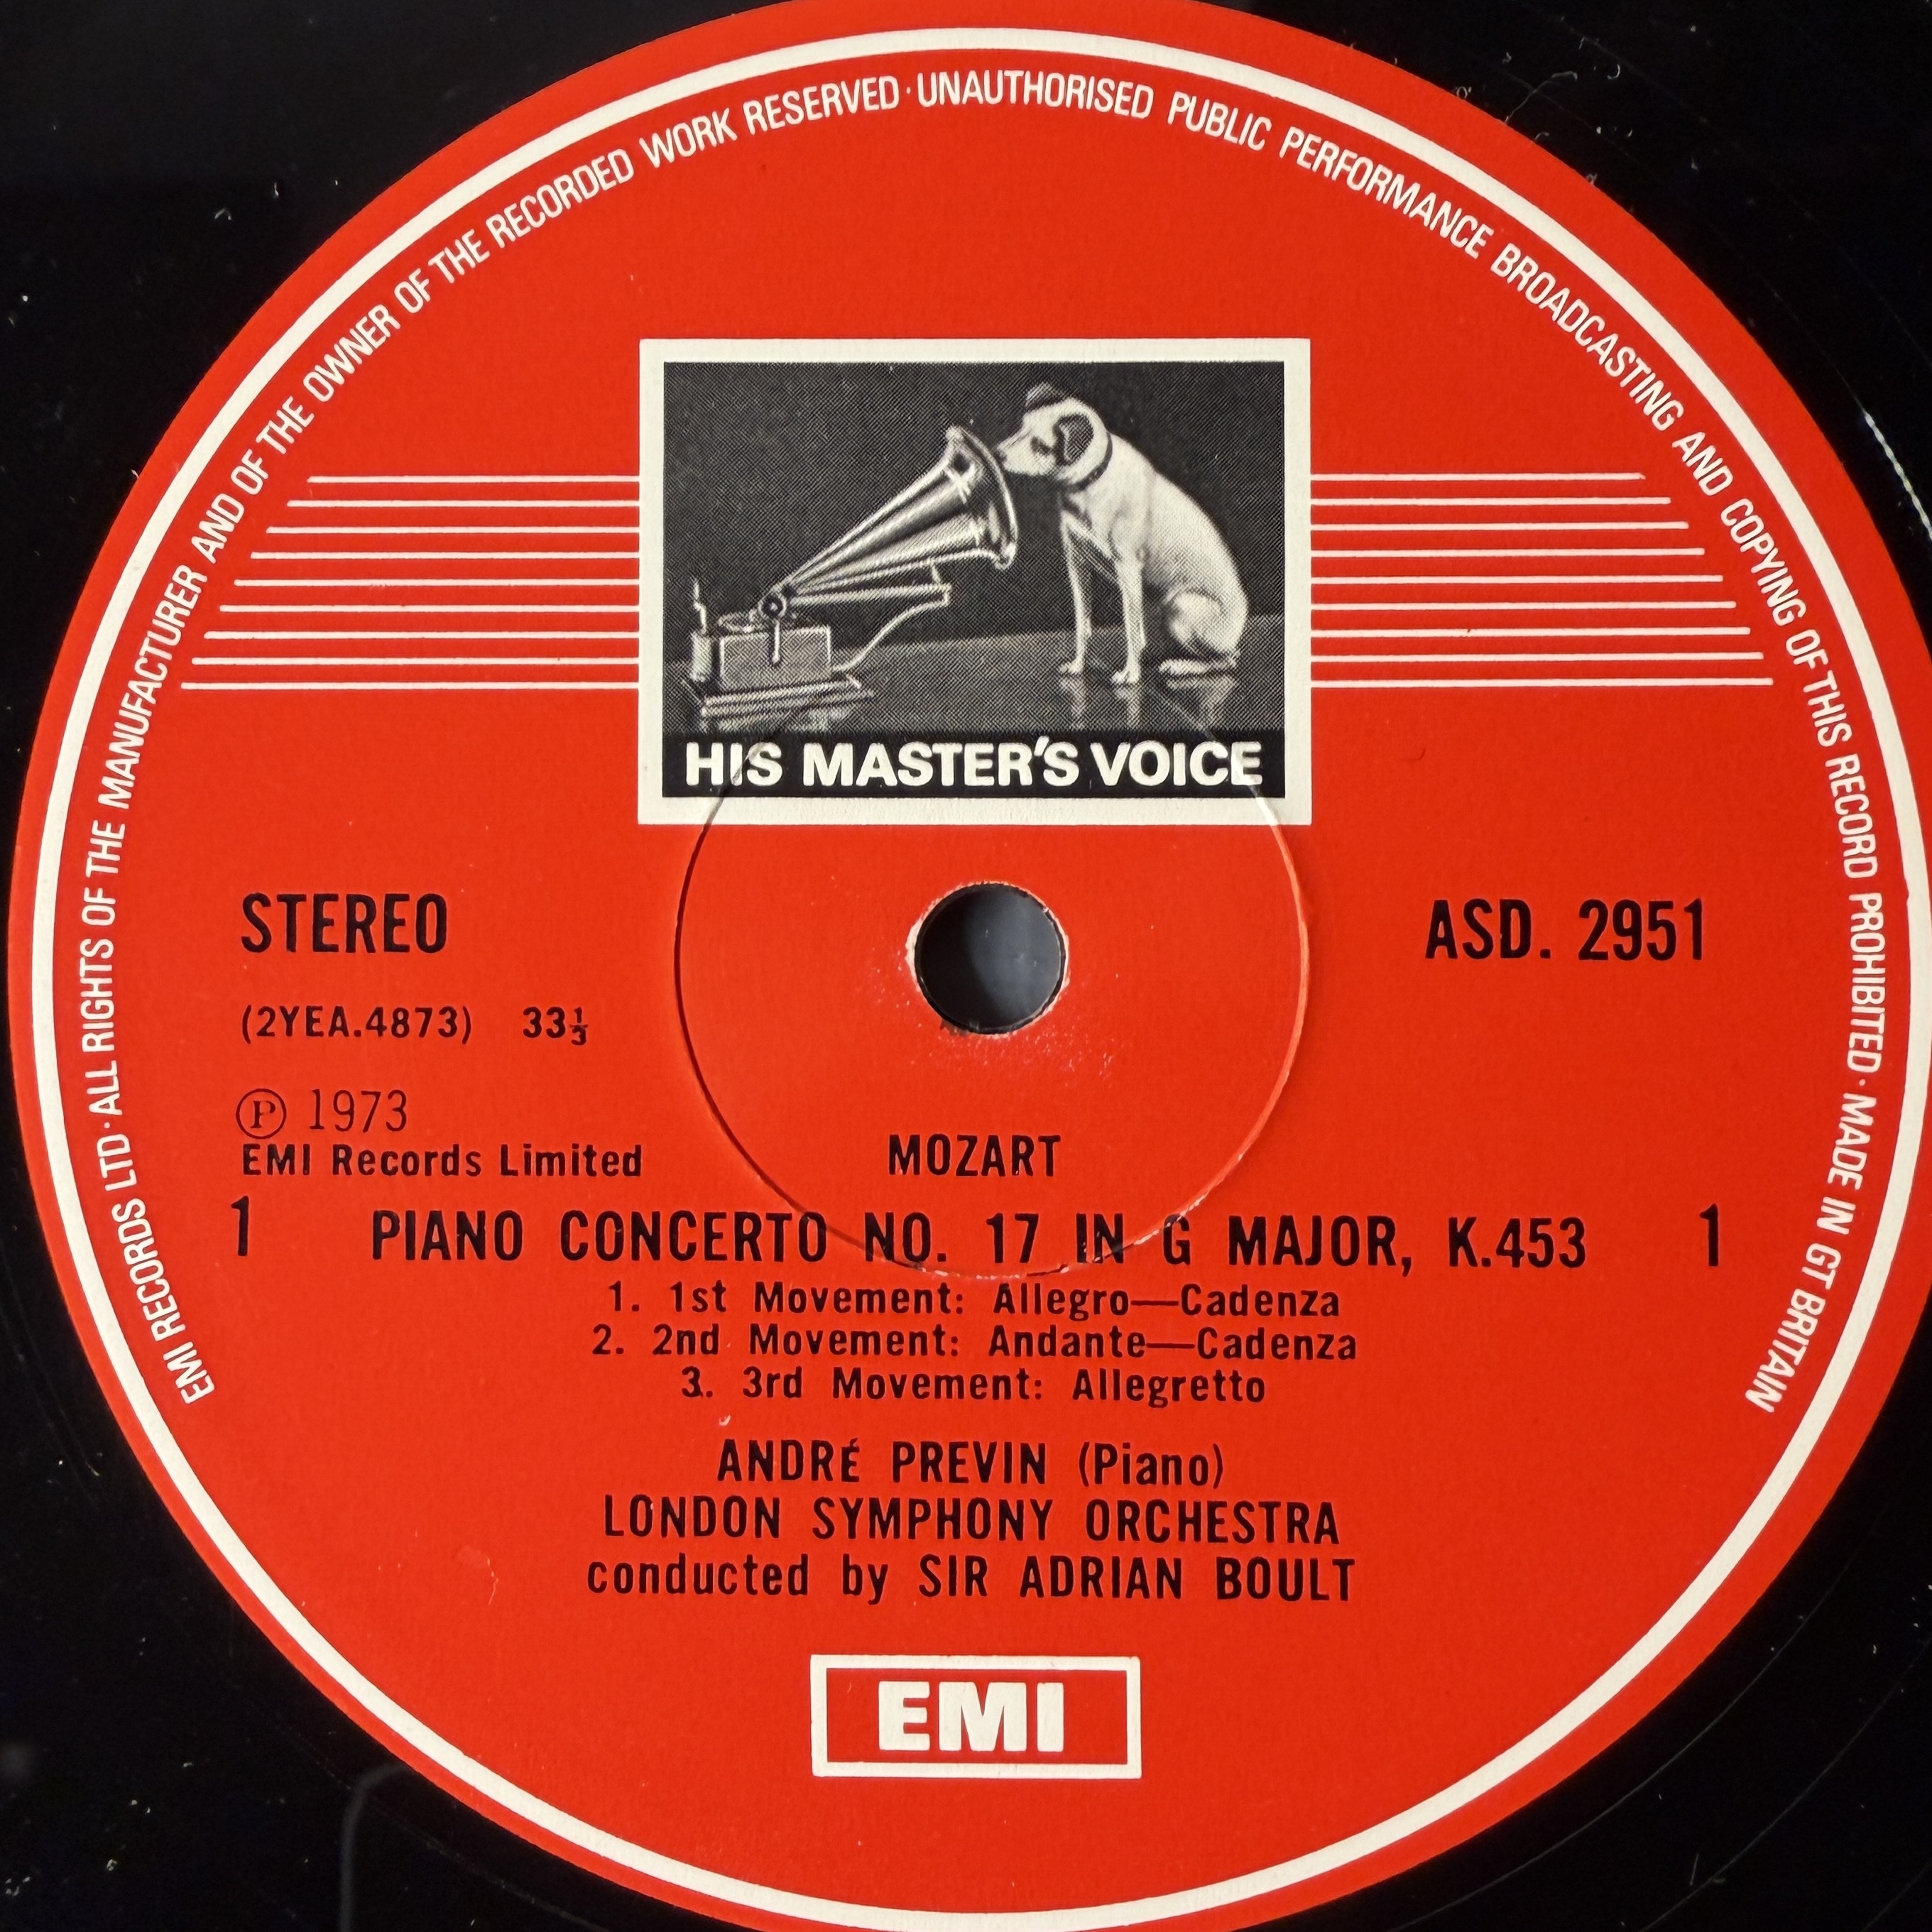 EMI RECORDS LTD · ALL RIGHTS OF THE MANUFACTURER AND OF THE OWNER OF THE RECORDED WORK RESERVED · UNAUTHORISED PUBLIC PERFORMANCE BROADCASTING AND COPYING OF THIS RECORD PROHIBITED · MADE IN GT BRITAIN
HIS MASTER'S VOICE
STEREO
ASD. 2951
(2YEA.4873) 33⅓
Ⓟ 1973
EMI Records Limited
MOZART
1 PIANO CONCERTO NO. 17 IN G MAJOR, K.453 1
1. 1st Movement: Allegro—Cadenza
2. 2nd Movement: Andante—Cadenza
3. 3rd Movement: Allegretto
ANDRÉ PREVIN (Piano)
LONDON SYMPHONY ORCHESTRA
conducted by SIR ADRIAN BOULT
EMI